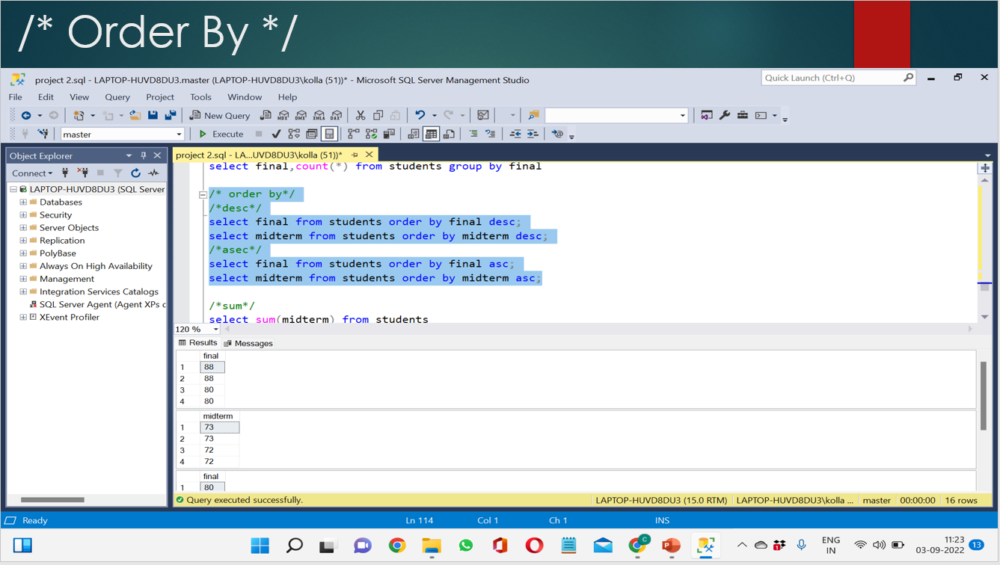 /* Order By */
project 2.sql - LAPTOP-HUVD8DU3.master (LAPTOP-HUVD8DU3\kolla (51))* - Microsoft SQL Server Management Studio
Quick Launch (Ctrl+Q)
File Edit View Query Project Tools Window Help
New Query MDX DMX XMLA DAX
master Execute
Object Explorer
project 2.sql - LA...UVD8DU3\kolla (51))*
Connect
LAPTOP-HUVD8DU3 (SQL Server
Databases
Security
Server Objects
Replication
PolyBase
Always On High Availability
Management
Integration Services Catalogs
SQL Server Agent (Agent XPs c
XEvent Profiler
select final,count(*) from students group by final
/* order by*/
/*desc*/
select final from students order by final desc;
select midterm from students order by midterm desc;
/*asec*/
select final from students order by final asc;
select midterm from students order by midterm asc;
/*sum*/
select sum(midterm) from students
120 %
Results Messages
final
1 88
2 88
3 80
4 80
midterm
1 73
2 73
3 72
4 72
final
1 80
Query executed successfully.
LAPTOP-HUVD8DU3 (15.0 RTM) LAPTOP-HUVD8DU3\kolla ... master 00:00:00 16 rows
Ready Ln 114 Col 1 Ch 1 INS
ENG
IN
11:23
03-09-2022
13